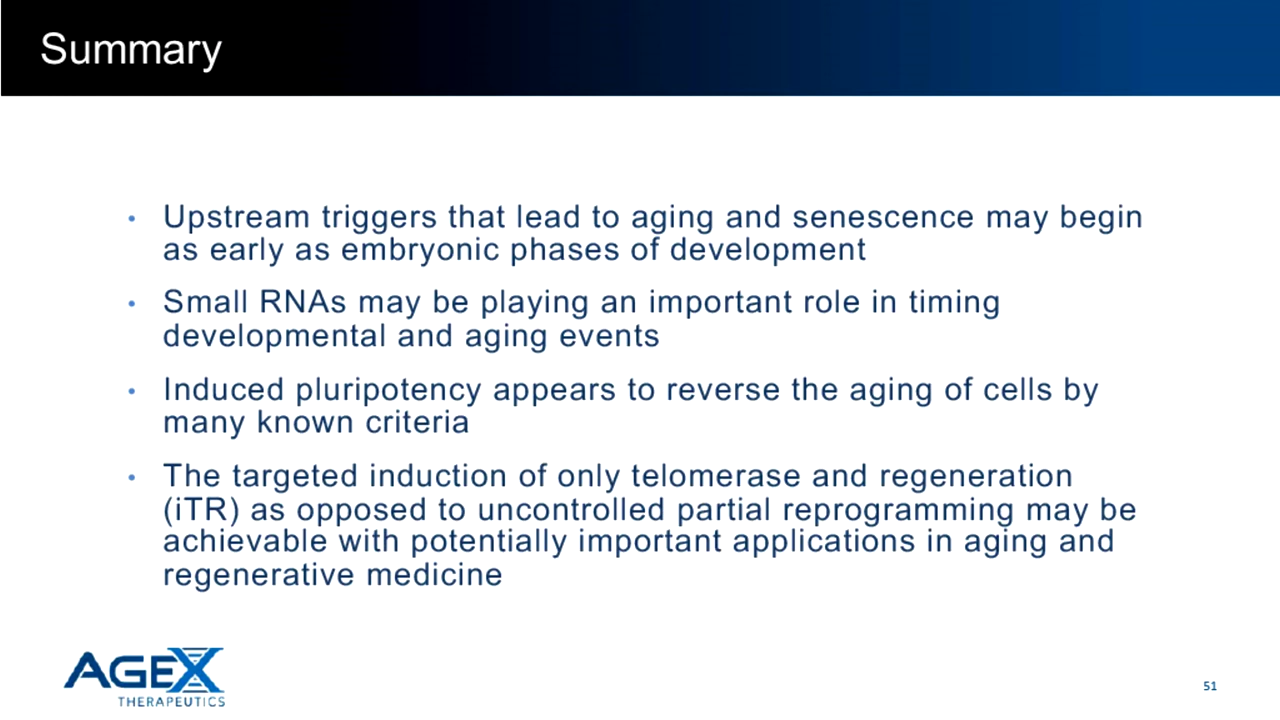 Summary
• Upstream triggers that lead to aging and senescence may begin
as early as embryonic phases of development
• Small RNAs may be playing an important role in timing
developmental and aging events
• Induced pluripotency appears to reverse the aging of cells by
many known criteria
• The targeted induction of only telomerase and regeneration
(iTR) as opposed to uncontrolled partial reprogramming may be
achievable with potentially important applications in aging and
regenerative medicine
AGEX
THERAPEUTICS
51